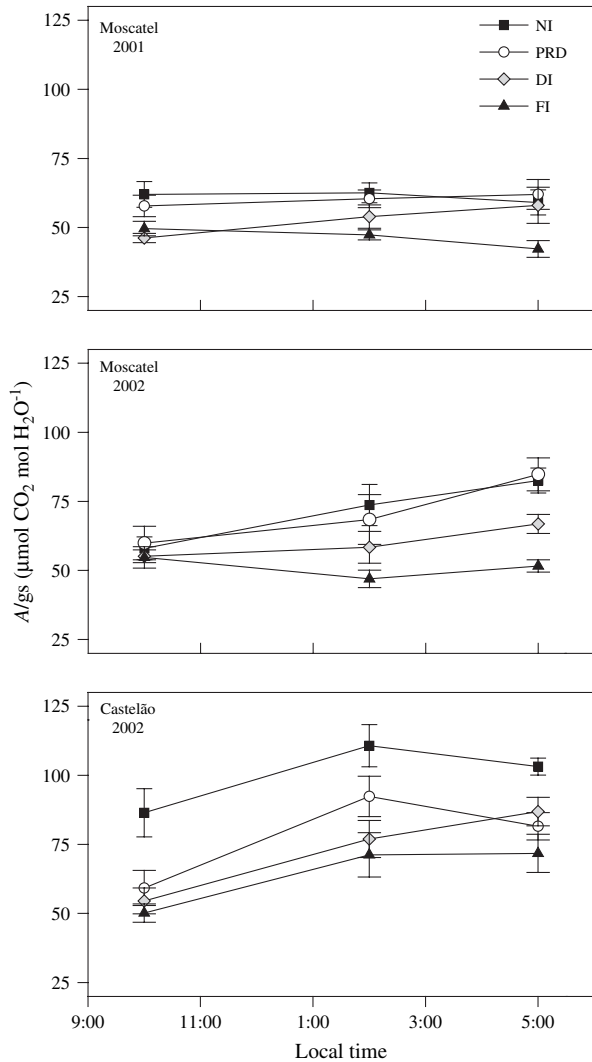 Moscatel
2001
NI
PRD
DI
FI
125
100
75
50
25
Moscatel
2002
125
100
75
50
25
A/gs (μmol CO₂ mol H₂O⁻¹)
Castelão
2002
125
100
75
50
25
9:00 11:00 1:00 3:00 5:00
Local time